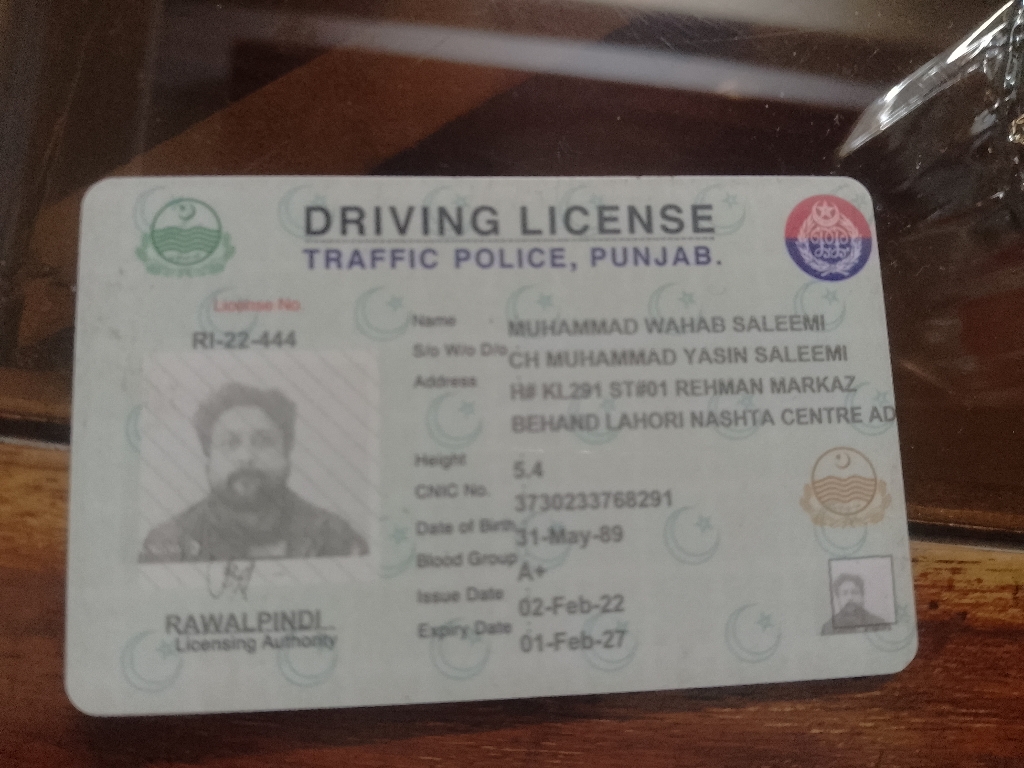 DRIVING LICENSE
TRAFFIC POLICE, PUNJAB.
License No
RI-22-444
Name MUHAMMAD WAHAB SALEEMI
S/o W/o D/o CH MUHAMMAD YASIN SALEEMI
Address H# KL291 ST#01 REHMAN MARKAZ
BEHAND LAHORI NASHTA CENTRE AD
Height 5.4
CNIC No. 3730233768291
Date of Birth 31-May-89
Blood Group A+
Issue Date 02-Feb-22
Expiry Date 01-Feb-27
RAWALPINDI
Licensing Authority